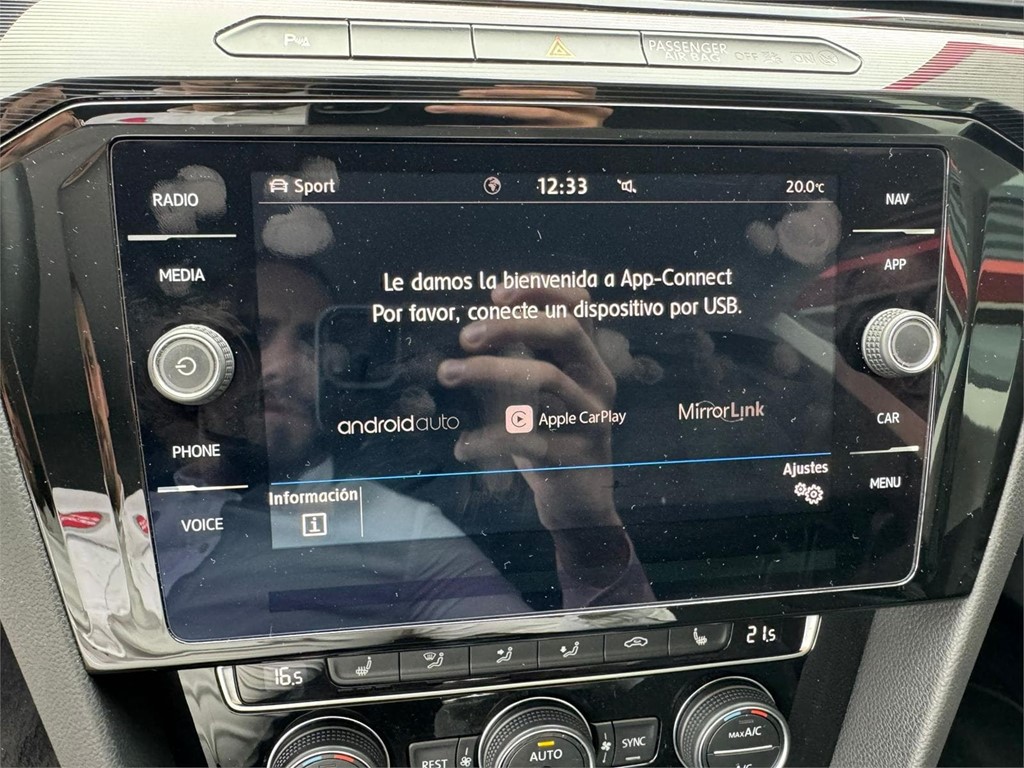 P
PASSENGER
AIR BAG OFF ON
RADIO
MEDIA
PHONE
VOICE
Sport 12:33 20.0°C
Le damos la bienvenida a App-Connect
Por favor, conecte un dispositivo por USB.
androidauto Apple CarPlay MirrorLink
Información
i
Ajustes
NAV
APP
CAR
MENU
16.5
21.5
REST
AUTO
SYNC
MAX A/C
A/C